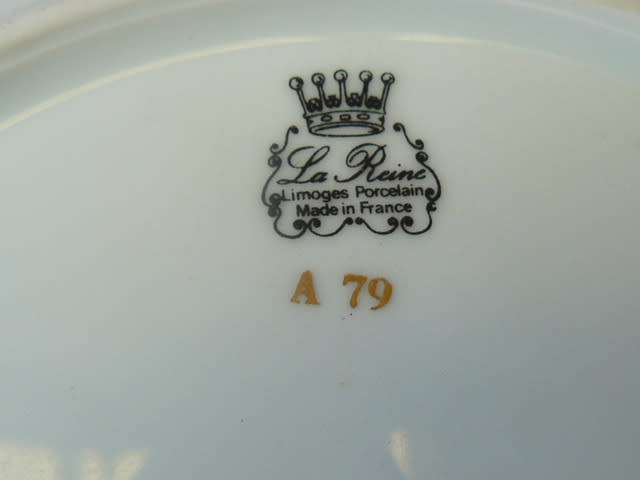 La Reine
Limoges Porcelain
Made in France
A 79